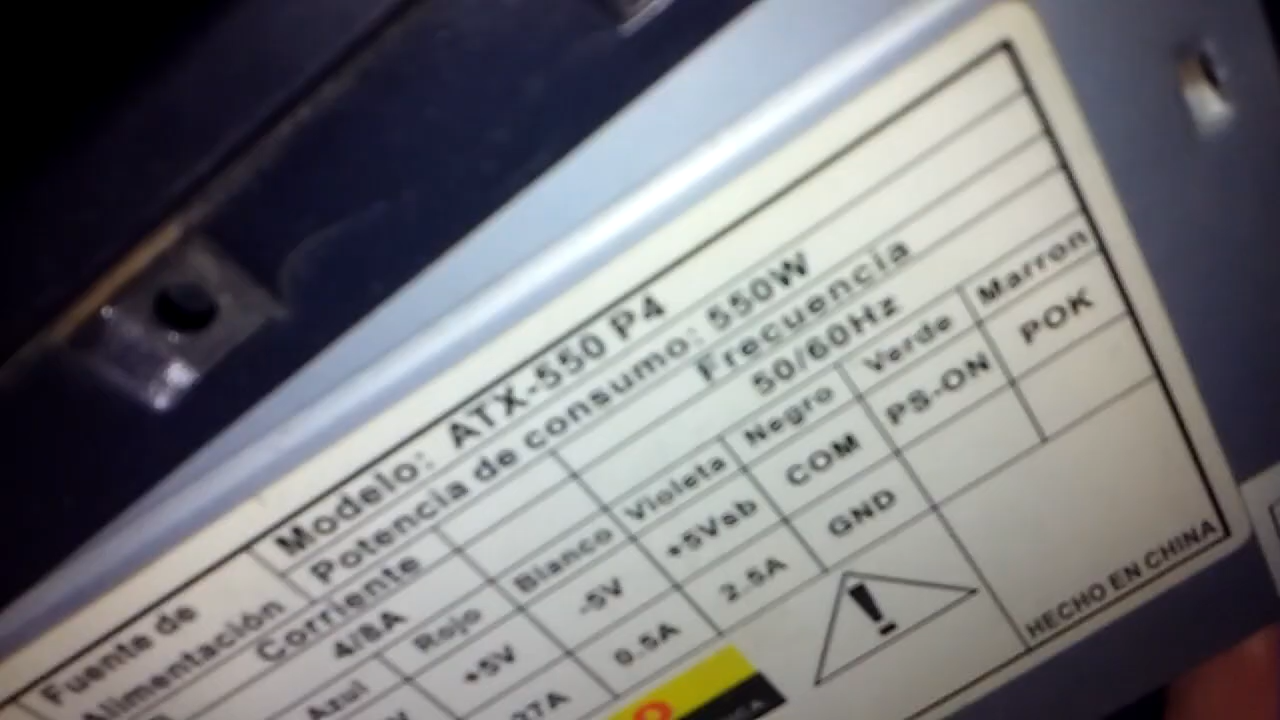 Fuente de Alimentación
Modelo: ATX-550 P4
Potencia de consumo: 550W
Corriente Frecuencia
4/8A 50/60Hz
Azul Rojo Blanco Violeta Negro Verde Marron
+5V -5V +5Vsb COM PS-ON POK
27A 0.5A 2.5A GND
HECHO EN CHINA